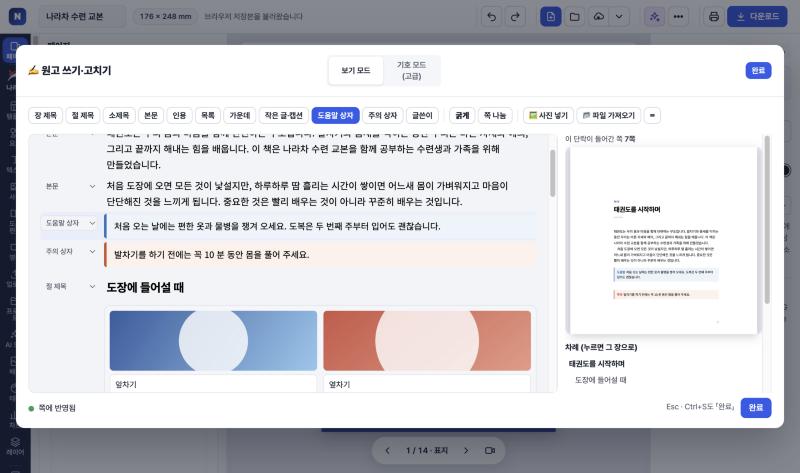 N
나라차 수련 교본
176 × 248 mm
브라우저 저장본을 불러왔습니다
다운로드
✍️ 원고 쓰기·고치기
보기 모드
기호 모드
(고급)
완료
장 제목
절 제목
소제목
본문
인용
목록
가운데
작은 글·캡션
도움말 상자
주의 상자
글쓴이
굵게
쪽 나눔
사진 넣기
파일 가져오기
이 단락이 들어간 쪽 7쪽
그리고 끝까지 해내는 힘을 배웁니다. 이 책은 나라차 수련 교본을 함께 공부하는 수련생과 가족을 위해
만들었습니다.
본문
처음 도장에 오면 모든 것이 낯설지만, 하루하루 땀 흘리는 시간이 쌓이면 어느새 몸이 가벼워지고 마음이
단단해진 것을 느끼게 됩니다. 중요한 것은 빨리 배우는 것이 아니라 꾸준히 배우는 것입니다.
도움말 상자
처음 오는 날에는 편한 옷과 물병을 챙겨 오세요. 도복은 두 번째 주부터 입어도 괜찮습니다.
주의 상자
발차기를 하기 전에는 꼭 10분 동안 몸을 풀어 주세요.
절 제목
도장에 들어설 때
옆차기
옆차기
태권도를 시작하며
차례 (누르면 그 장으로)
태권도를 시작하며
도장에 들어설 때
쪽에 반영됨
Esc · Ctrl+S도 「완료」
완료
레이어
1 / 14 · 표지